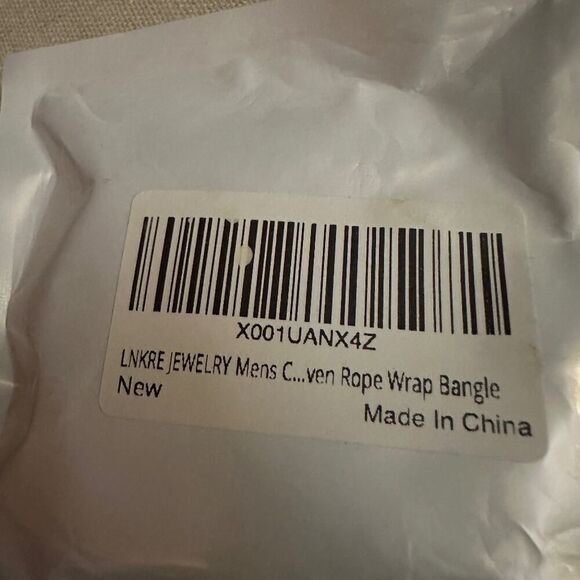 X001UANX4Z
LNKRE JEWELRY Mens C...ven Rope Wrap Bangle
New
Made In China